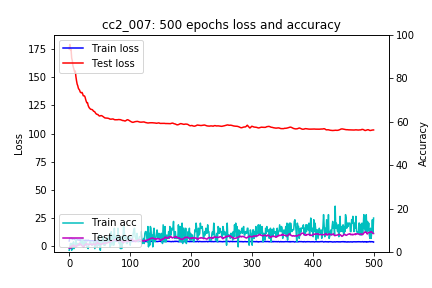 cc2_007: 500 epochs loss and accuracy
Train loss
Test loss
Train acc
Test acc
Loss
Accuracy
175
150
125
100
75
50
25
0
100
80
60
40
20
0
0
100
200
300
400
500